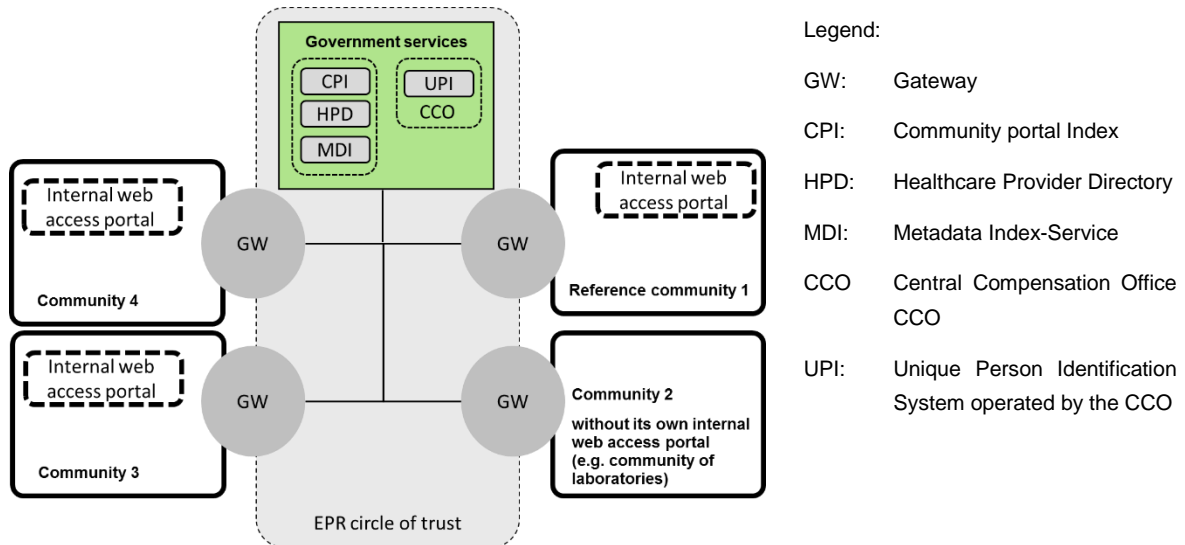 Government services
CPI
HPD
MDI
UPI
CCO
Internal web
access portal
GW
Community 4
GW
Internal web
access portal
Reference community 1
Internal web
access portal
GW
Community 3
GW
Community 2
without its own internal
web access portal
(e.g. community of
laboratories)
EPR circle of trust
Legend:
GW: Gateway
CPI: Community portal Index
HPD: Healthcare Provider Directory
MDI: Metadata Index-Service
CCO Central Compensation Office
CCO
UPI: Unique Person Identification
System operated by the CCO